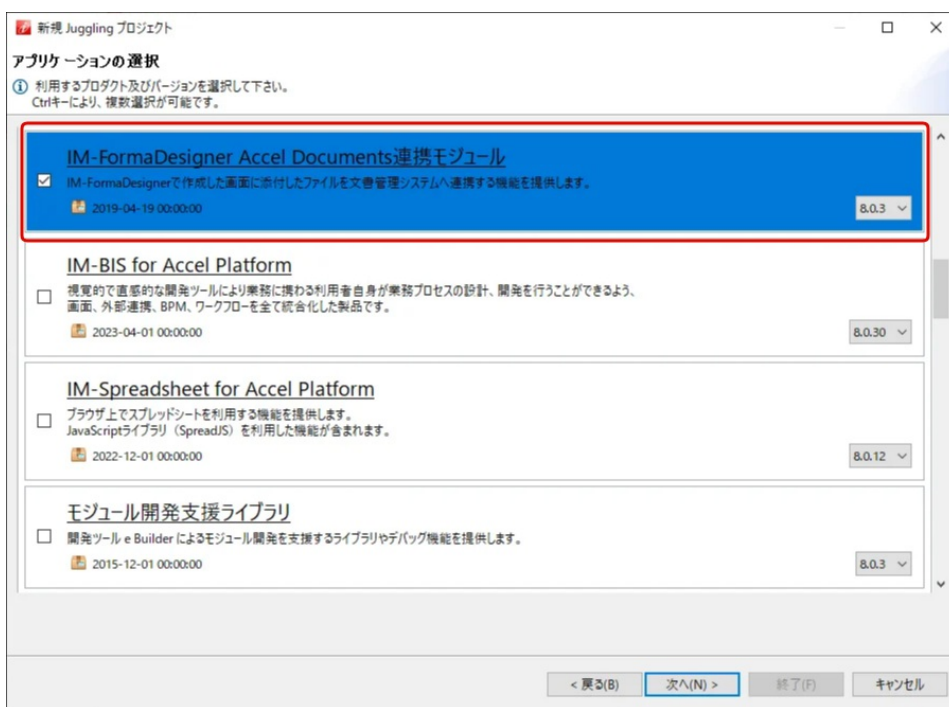 新規 Juggling プロジェクト
アプリケーションの選択
利用するプロダクト及びバージョンを選択して下さい。
Ctrlキーにより、複数選択が可能です。
IM-FormaDesigner Accel Documents連携モジュール
IM-FormaDesignerで作成した画面に添付したファイルを文書管理システムへ連携する機能を提供します。
2019-04-19 00:00:00
8.0.3
IM-BIS for Accel Platform
視覚的で直感的な開発ツールにより業務に携わる利用者自身が業務プロセスの設計、開発を行うことができるよう、
画面、外部連携、BPM、ワークフローを全て統合化した製品です。
2023-04-01 00:00:00
8.0.30
IM-Spreadsheet for Accel Platform
ブラウザ上でスプレッドシートを利用する機能を提供します。
JavaScriptライブラリ（SpreadJS）を利用した機能が含まれます。
2022-12-01 00:00:00
8.0.12
モジュール開発支援ライブラリ
開発ツール e Builder によるモジュール開発を支援するライブラリやデバッグ機能を提供します。
2015-12-01 00:00:00
8.0.3
< 戻る(B)
次へ(N) >
終了(F)
キャンセル